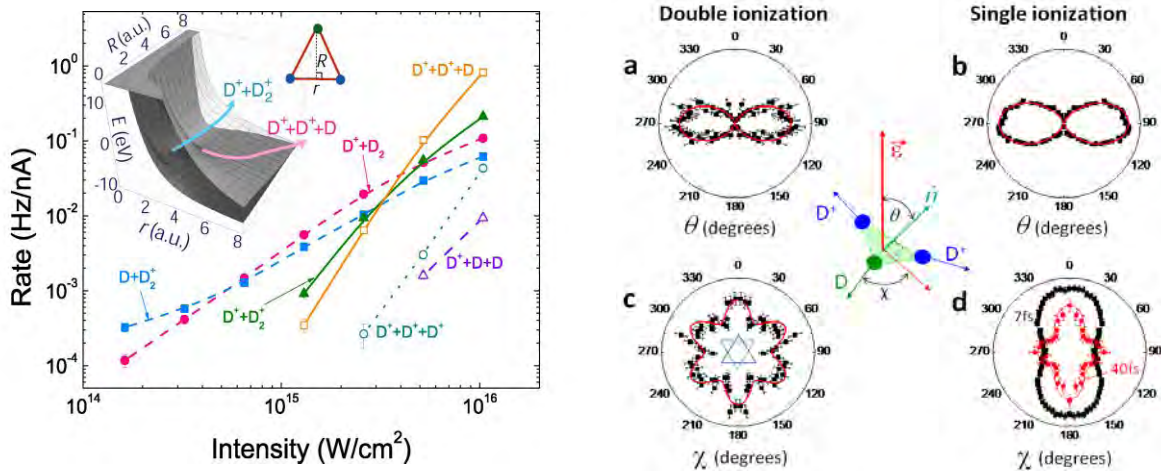 R (a.u.)
0 2 4 6 8
10
0
-10
E (eV)
0 2 4 6 8
r (a.u.)
D⁺+D₂⁺
D⁺+D⁺+D
R
r
D⁺+D⁺+D
D⁺+D₂
D+D₂⁺
D⁺+D₂⁺
D⁺+D⁺+D⁺
D⁺+D+D
Rate (Hz/nA)
10⁰
10⁻¹
10⁻²
10⁻³
10⁻⁴
10¹⁴ 10¹⁵ 10¹⁶
Intensity (W/cm²)
Double ionization
Single ionization
a
0
30
60
90
120
150
180
210
240
270
300
330
θ (degrees)
b
0
30
60
90
120
150
180
210
240
270
300
330
θ (degrees)
ε
θ
n̂
D⁺
D⁺
D
χ
c
0
30
60
90
120
150
180
210
240
270
300
330
χ (degrees)
d
0
30
60
90
120
150
180
210
240
270
300
330
7fs
40fs
χ (degrees)